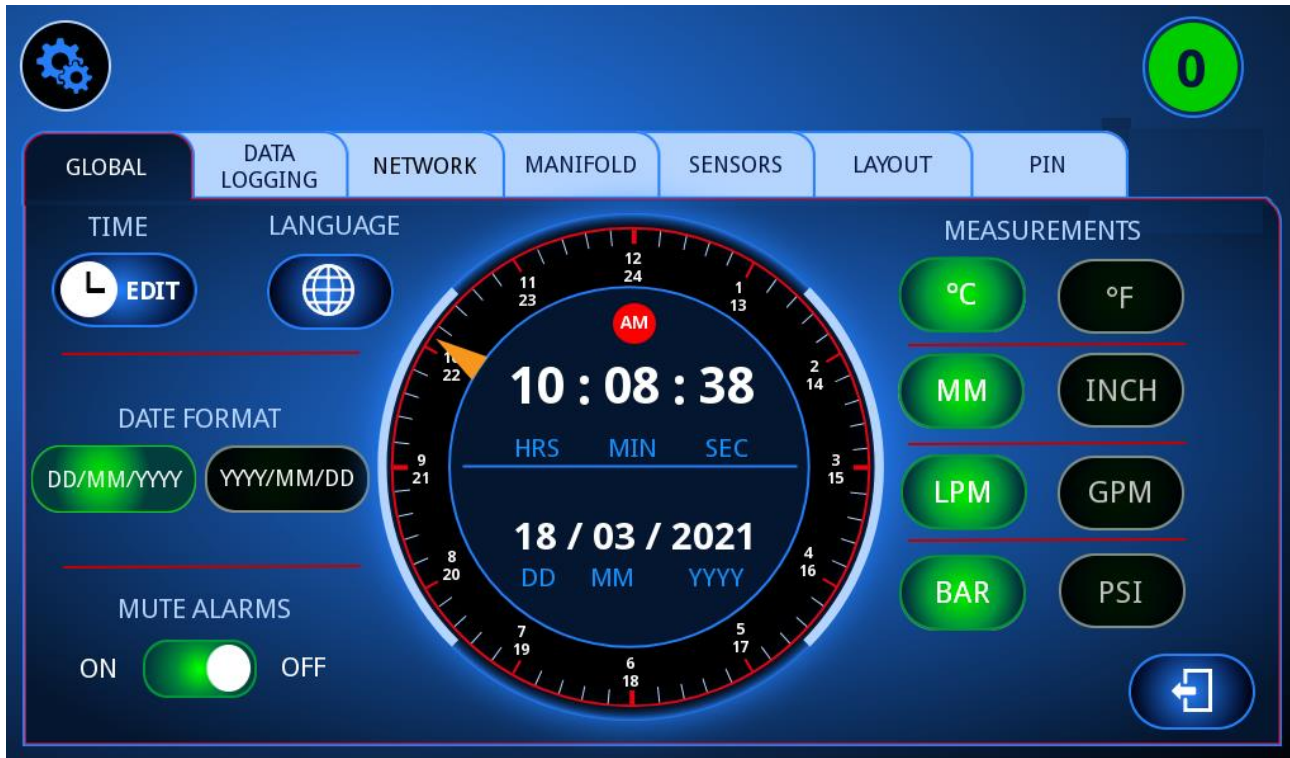 0
GLOBAL
DATA
LOGGING
NETWORK
MANIFOLD
SENSORS
LAYOUT
PIN
TIME
EDIT
LANGUAGE
DATE FORMAT
DD/MM/YYYY
YYYY/MM/DD
MUTE ALARMS
ON
OFF
12
24
1
13
2
14
3
15
4
16
5
17
6
18
7
19
8
20
9
21
22
11
23
AM
10 : 08 : 38
HRS MIN SEC
18 / 03 / 2021
DD MM YYYY
MEASUREMENTS
°C
°F
MM
INCH
LPM
GPM
BAR
PSI